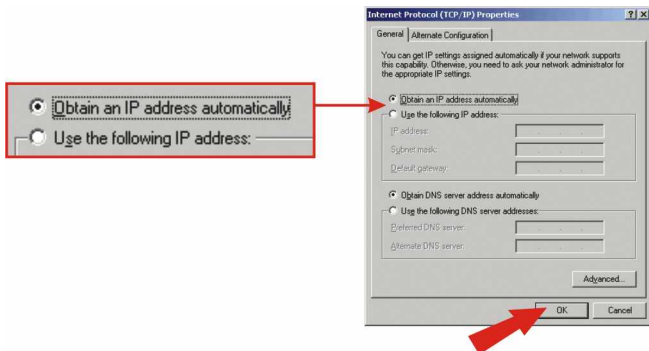 Obtain an IP address automatically
Use the following IP address:
Internet Protocol (TCP/IP) Properties
? X
General
Alternate Configuration
You can get IP settings assigned automatically if your network supports
this capability. Otherwise, you need to ask your network administrator for
the appropriate IP settings.
Obtain an IP address automatically
Use the following IP address:
IP address:
Subnet mask:
Default gateway:
Obtain DNS server address automatically
Use the following DNS server addresses:
Preferred DNS server:
Alternate DNS server:
Advanced...
OK
Cancel